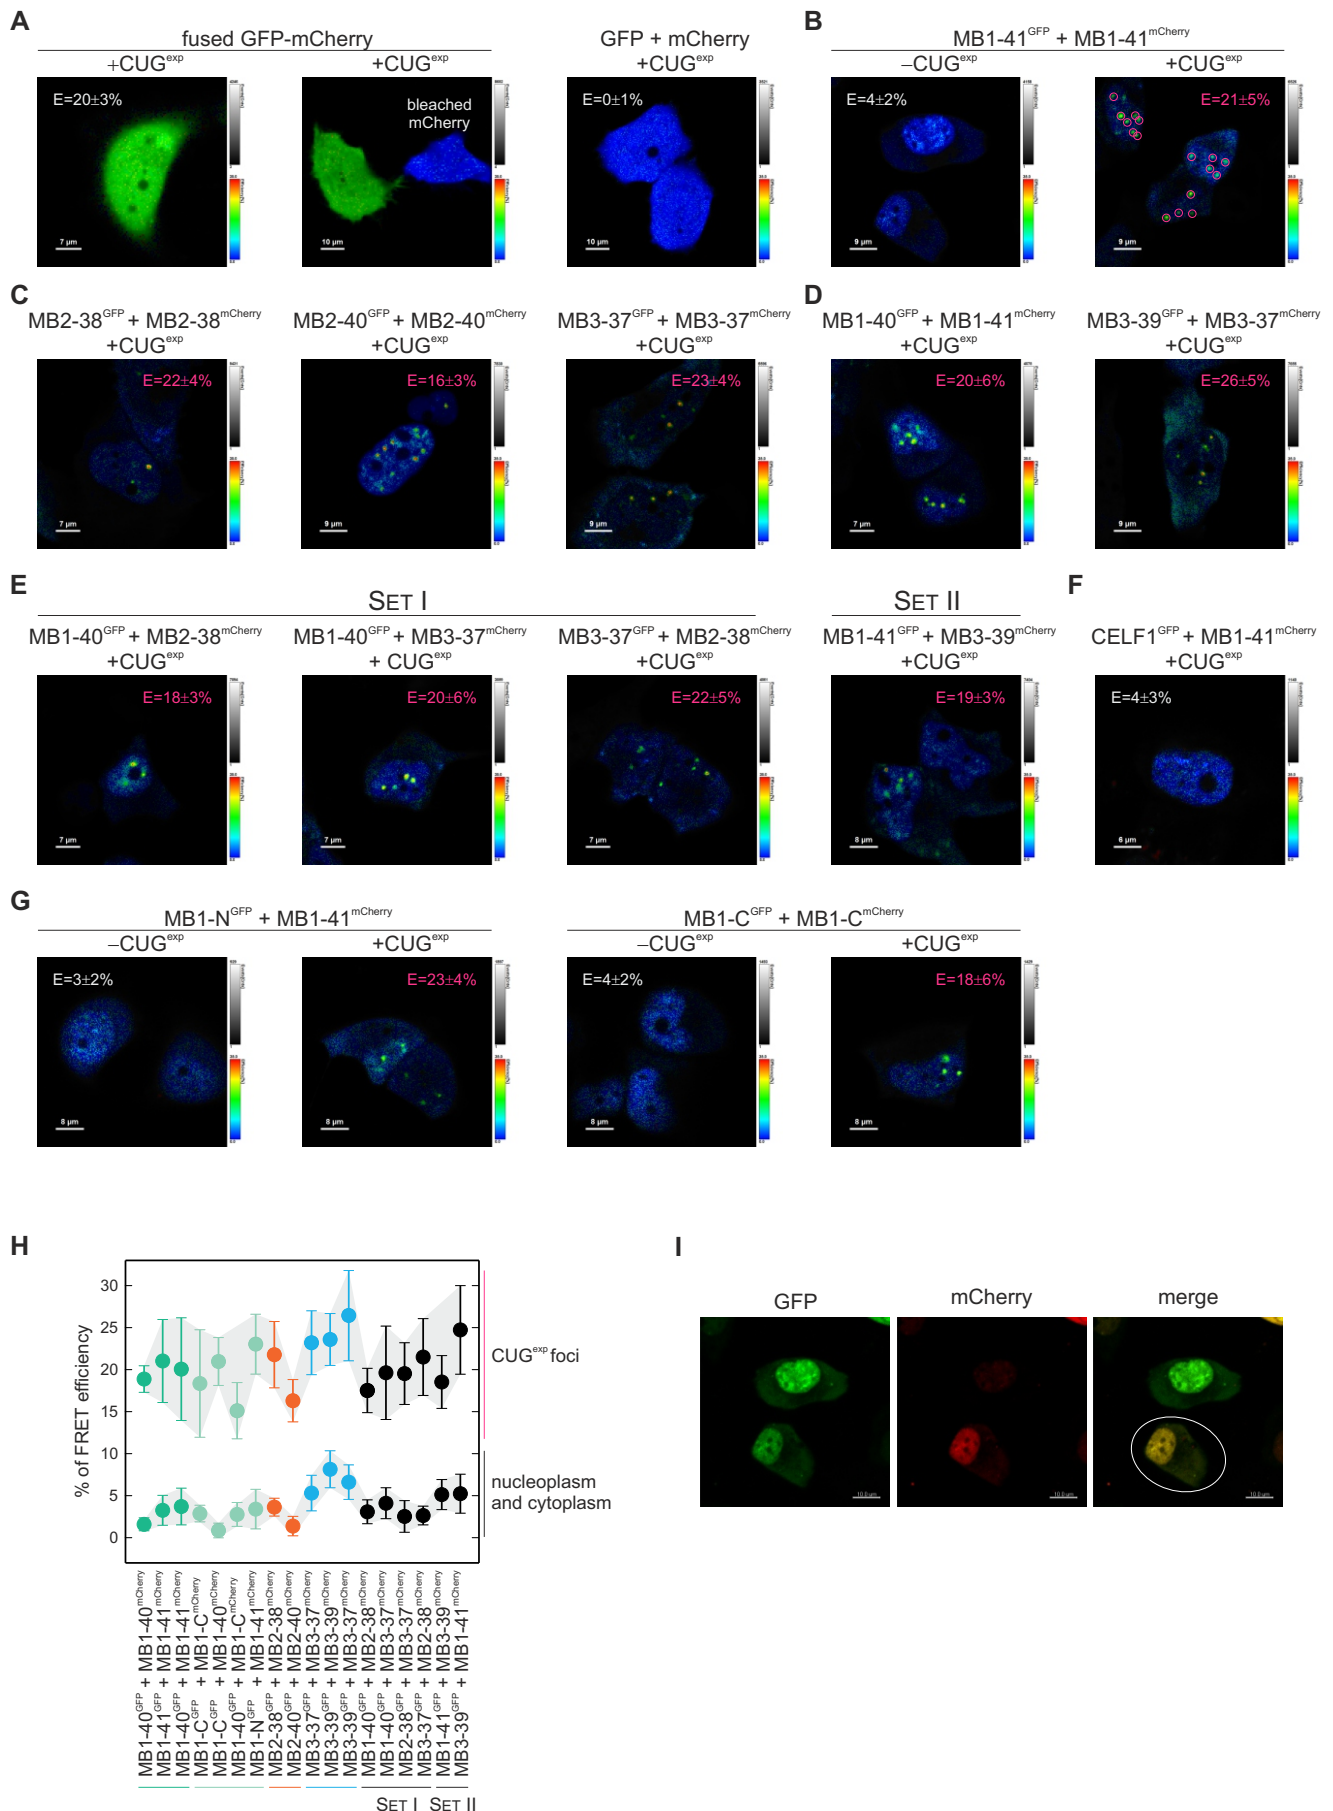 A
fused GFP-mCherry
GFP + mCherry
+CUGexp
+CUGexp
+CUGexp
E=20±3%
bleached
mCherry
E=0±1%
7 µm
10 µm
10 µm
B
MB1-41GFP + MB1-41mCherry
–CUGexp
+CUGexp
E=4±2%
E=21±5%
9 µm
9 µm
C
MB2-38GFP + MB2-38mCherry
MB2-40GFP + MB2-40mCherry
MB3-37GFP + MB3-37mCherry
+CUGexp
+CUGexp
+CUGexp
E=22±4%
E=16±3%
E=23±4%
7 µm
9 µm
9 µm
D
MB1-40GFP + MB1-41mCherry
MB3-39GFP + MB3-37mCherry
+CUGexp
+CUGexp
E=20±6%
E=26±5%
7 µm
9 µm
E
SET I
SET II
MB1-40GFP + MB2-38mCherry
MB1-40GFP + MB3-37mCherry
MB3-37GFP + MB2-38mCherry
MB1-41GFP + MB3-39mCherry
+CUGexp
+ CUGexp
+CUGexp
+CUGexp
E=18±3%
E=20±6%
E=22±5%
E=19±3%
7 µm
7 µm
7 µm
8 µm
F
CELF1GFP + MB1-41mCherry
+CUGexp
E=4±3%
6 µm
G
MB1-NGFP + MB1-41mCherry
MB1-CGFP + MB1-CmCherry
–CUGexp
+CUGexp
–CUGexp
+CUGexp
E=3±2%
E=23±4%
E=4±2%
E=18±6%
8 µm
8 µm
8 µm
8 µm
H
% of FRET efficiency
30
25
20
15
10
5
0
CUGexp foci
nucleoplasm
and cytoplasm
MB1-40GFP + MB1-40mCherry
MB1-41GFP + MB1-41mCherry
MB1-40GFP + MB1-41mCherry
MB1-CGFP + MB1-CmCherry
MB1-CGFP + MB1-40mCherry
MB1-40GFP + MB1-CmCherry
MB1-NGFP + MB1-41mCherry
MB2-38GFP + MB2-38mCherry
MB2-40GFP + MB2-40mCherry
MB3-37GFP + MB3-37mCherry
MB3-39GFP + MB3-39mCherry
MB3-39GFP + MB3-37mCherry
MB1-40GFP + MB2-38mCherry
MB1-40GFP + MB3-37mCherry
MB2-38GFP + MB3-37mCherry
MB3-37GFP + MB2-38mCherry
MB1-41GFP + MB3-39mCherry
MB3-39GFP + MB1-41mCherry
SET I
SET II
I
GFP
mCherry
merge
10.0 µm
10.0 µm
10.0 µm